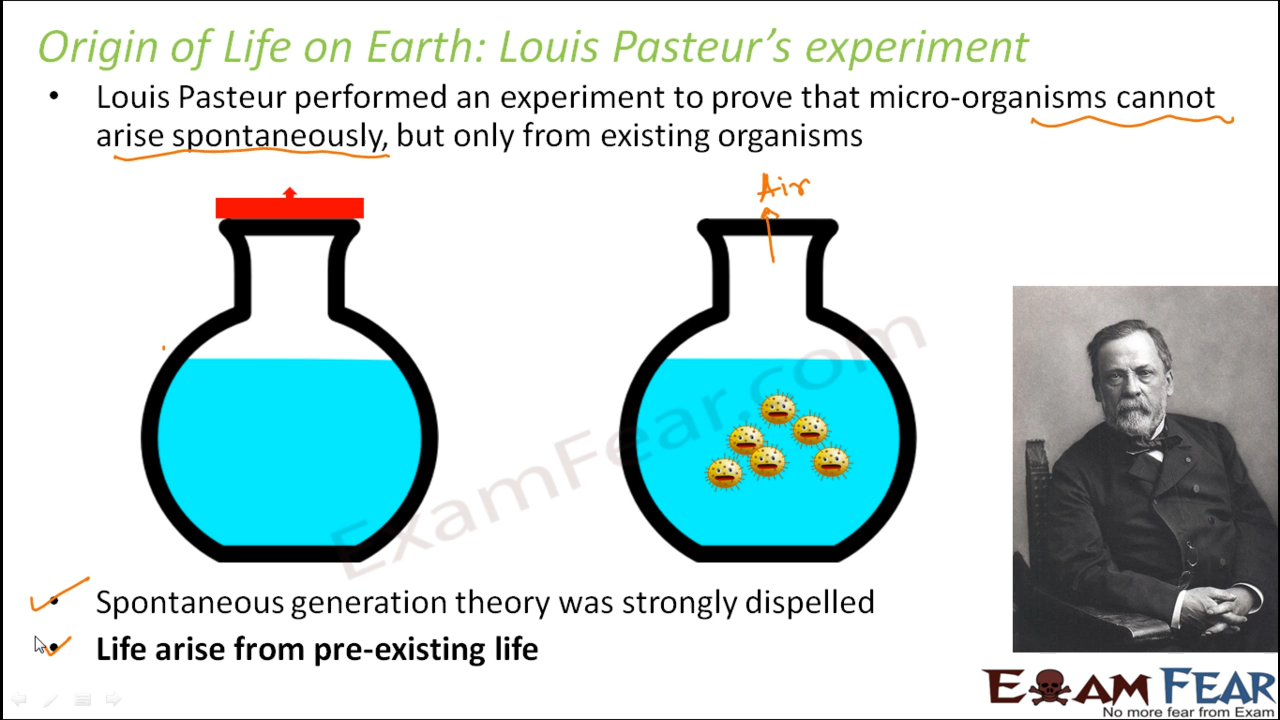 Origin of Life on Earth: Louis Pasteur's experiment
• Louis Pasteur performed an experiment to prove that micro-organisms cannot
arise spontaneously, but only from existing organisms
Air
ExamFear.com
• Spontaneous generation theory was strongly dispelled
• Life arise from pre-existing life
EXAM FEAR
No more fear from Exam